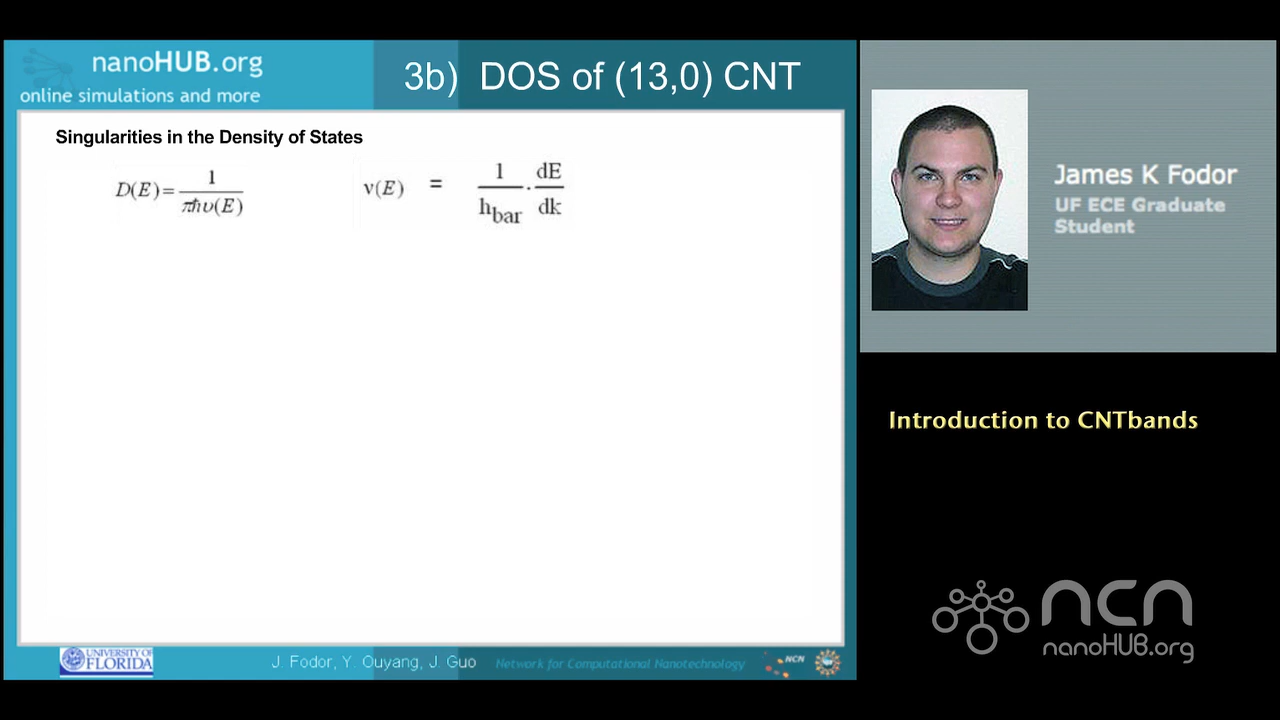 nanoHUB.org
online simulations and more
3b) DOS of (13,0) CNT
Singularities in the Density of States
D(E)= 1 / πħυ(E)
v(E) = 1 / h_bar · dE / dk
UNIVERSITY of
FLORIDA
J. Fodor, Y. Ouyang, J. Guo
Network for Computational Nanotechnology
NCN
James K Fodor
UF ECE Graduate
Student
Introduction to CNTbands
ncn
nanoHUB.org